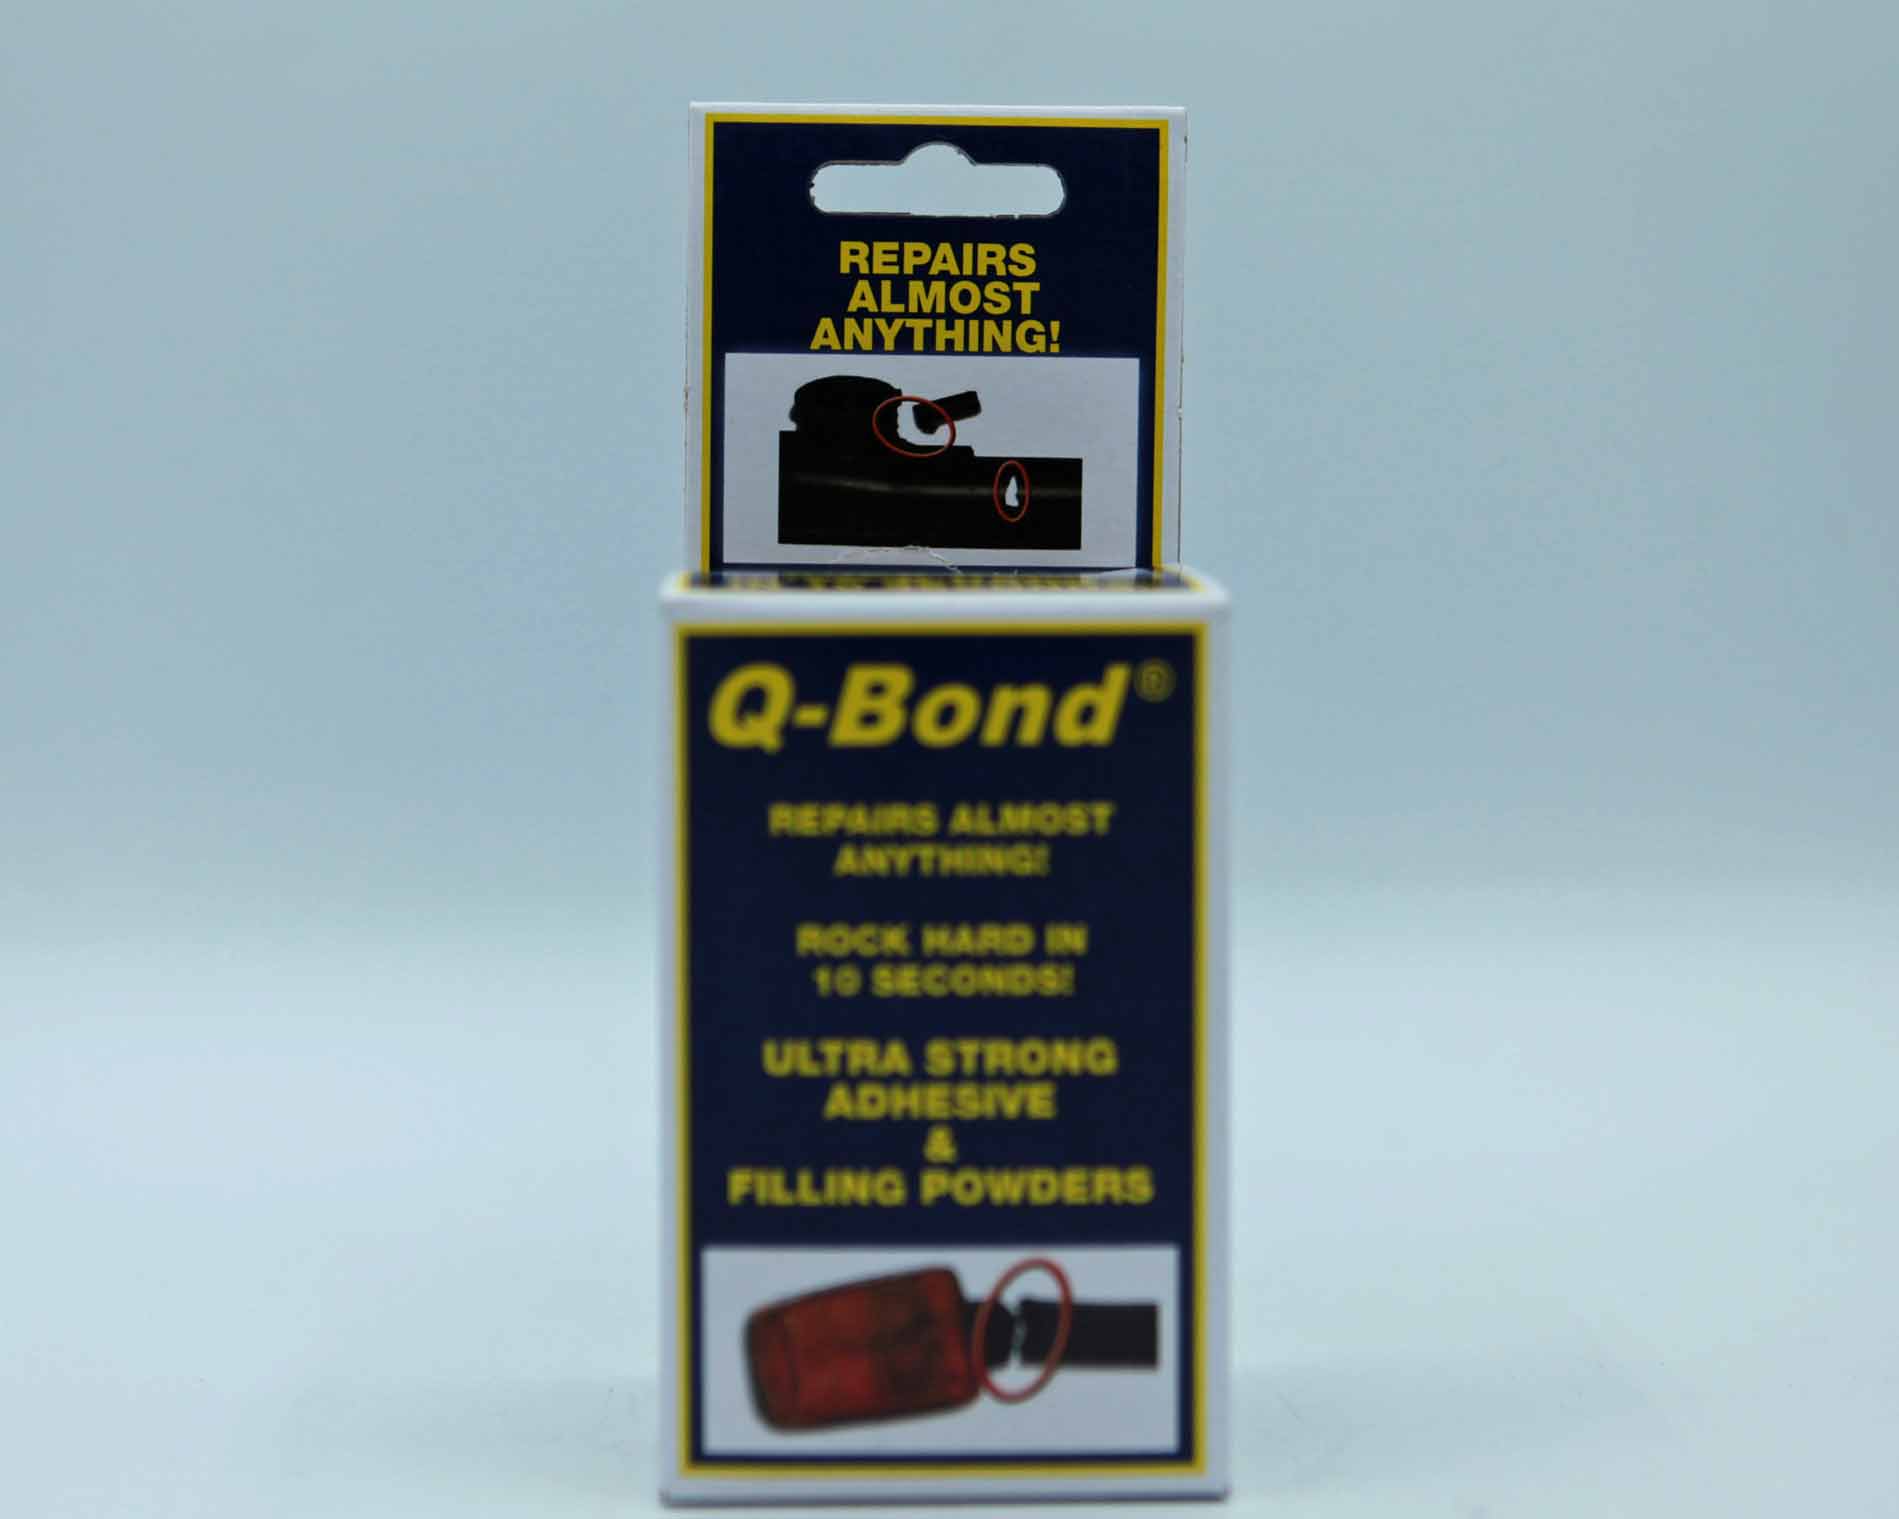 REPAIRS
ALMOST
ANYTHING!
Q-Bond®
REPAIRS ALMOST
ANYTHING!
ROCK HARD IN
10 SECONDS!
ULTRA STRONG
ADHESIVE
&
FILLING POWDERS